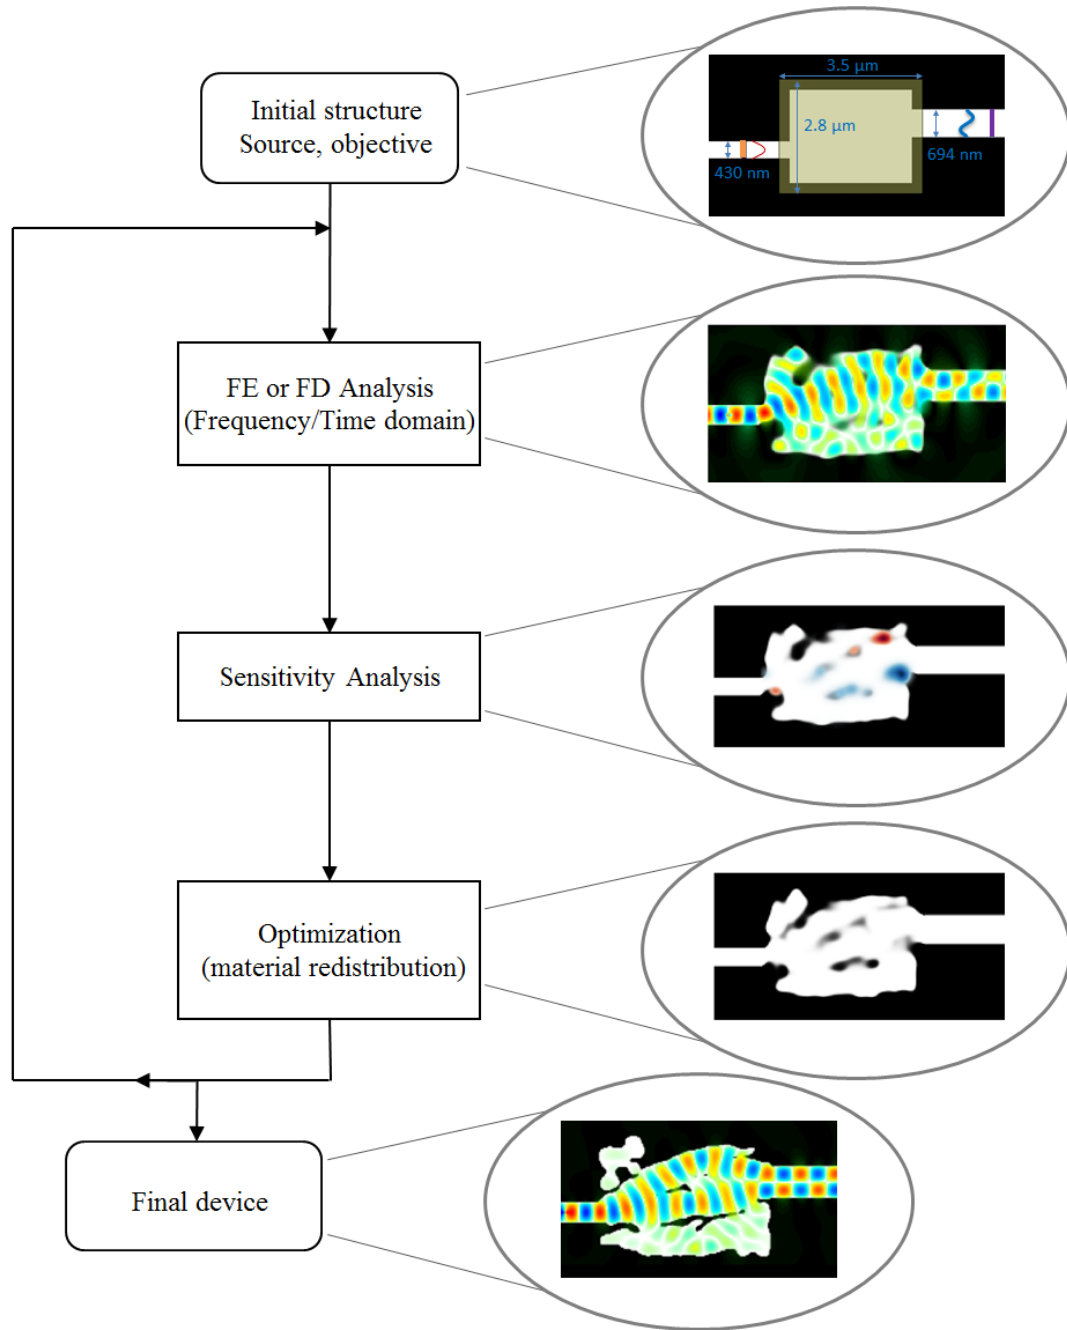 Initial structure
Source, objective
3.5 µm
2.8 µm
430 nm
694 nm
FE or FD Analysis
(Frequency/Time domain)
Sensitivity Analysis
Optimization
(material redistribution)
Final device